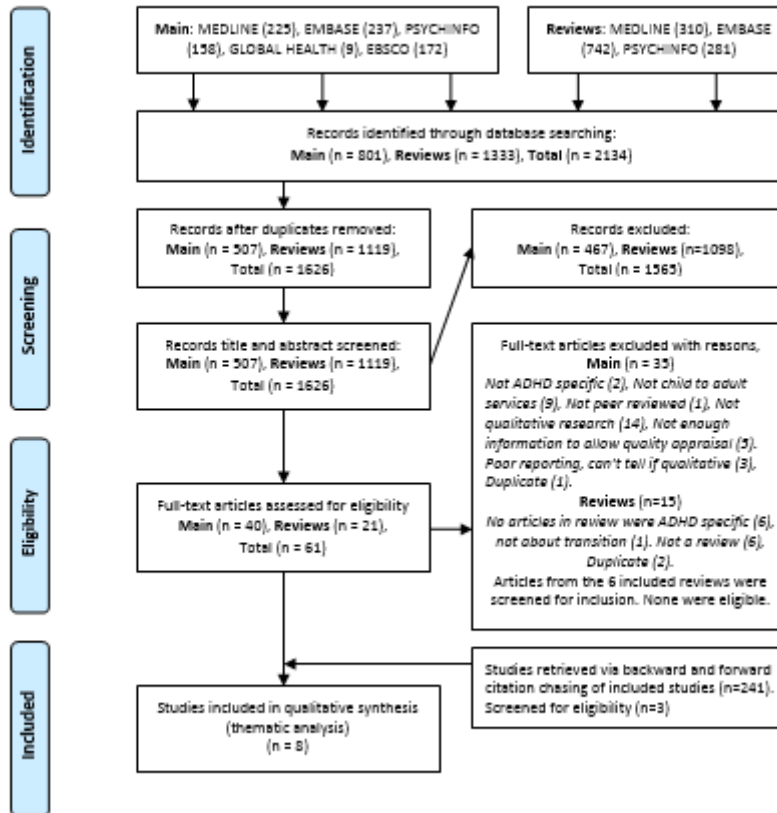 Identification
Main: MEDLINE (225), EMBASE (237), PSYCHINFO
(158), GLOBAL HEALTH (9), EBSCO (172)
Reviews: MEDLINE (310), EMBASE
(742), PSYCHINFO (281)
Records identified through database searching:
Main (n = 801), Reviews (n = 1333), Total (n = 2134)
Screening
Records after duplicates removed:
Main (n = 507), Reviews (n = 1119),
Total (n = 1626)
Records excluded:
Main (n = 467), Reviews (n=1098),
Total (n = 1565)
Records title and abstract screened:
Main (n = 507), Reviews (n = 1119),
Total (n = 1626)
Full-text articles excluded with reasons,
Main (n = 35)
Not ADHD specific (2), Not child to adult
services (9), Not peer reviewed (1), Not
qualitative research (14), Not enough
information to allow quality appraisal (5).
Poor reporting, can't tell if qualitative (3),
Duplicate (1).
Reviews (n=15)
No articles in review were ADHD specific (6),
not about transition (1). Not a review (6),
Duplicate (2).
Articles from the 6 included reviews were
screened for inclusion. None were eligible.
Eligibility
Full-text articles assessed for eligibility
Main (n = 40), Reviews (n = 21),
Total (n = 61)
Included
Studies retrieved via backward and forward
citation chasing of included studies (n=241).
Screened for eligibility (n=3)
Studies included in qualitative synthesis
(thematic analysis)
(n = 8)